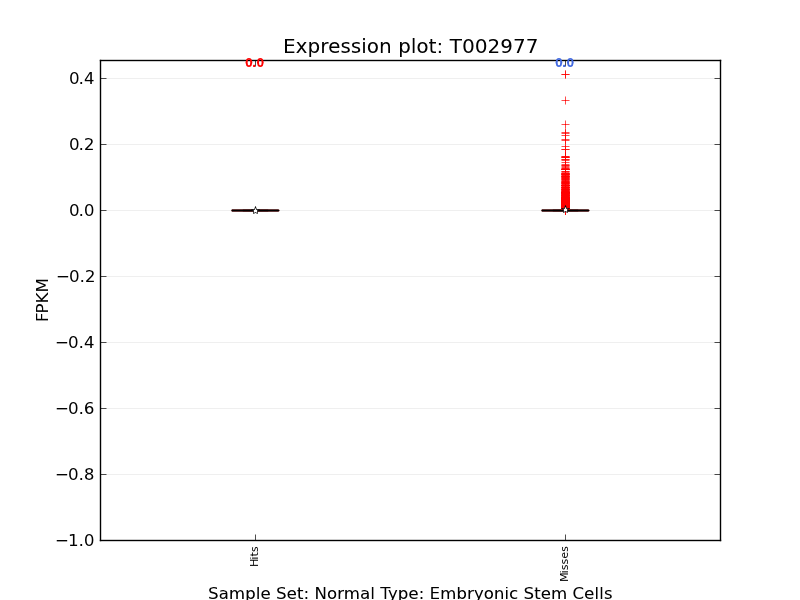 Expression plot: T002977
0.0 0.0
0.4
0.2
0.0
−0.2
−0.4
−0.6
−0.8
−1.0
FPKM
Hits Misses
Sample Set: Normal Type: Embryonic Stem Cells